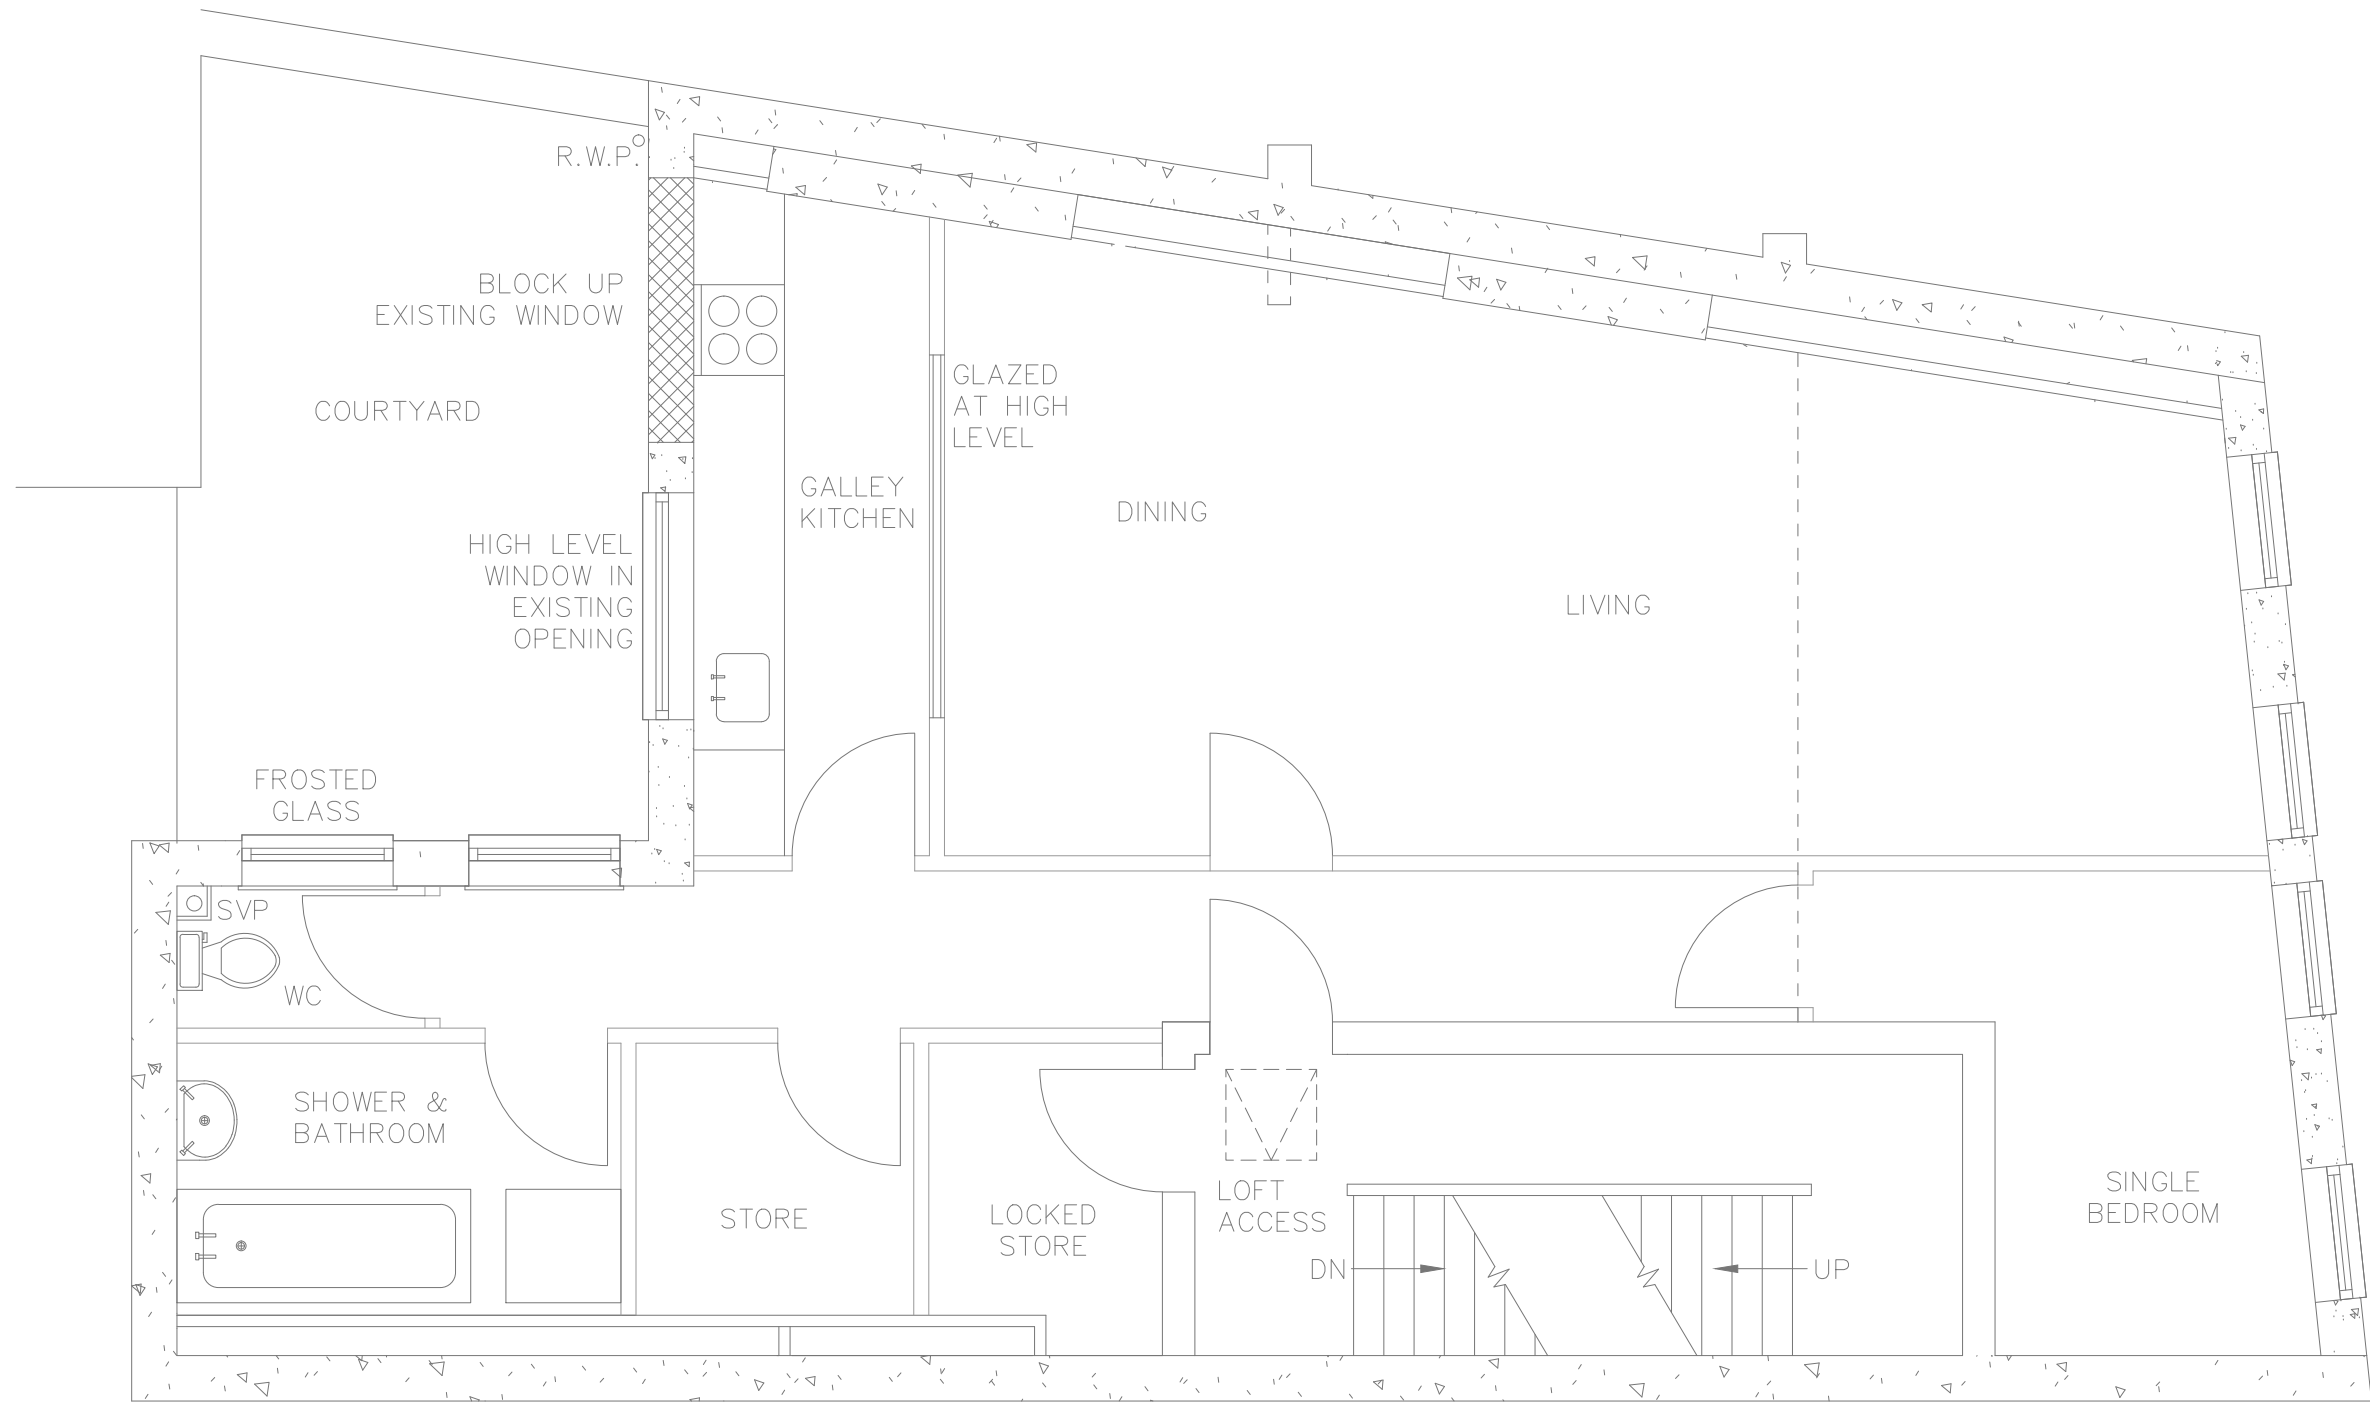 R.W.P.
BLOCK UP
EXISTING WINDOW
COURTYARD
GLAZED
AT HIGH
LEVEL
GALLEY
KITCHEN
DINING
HIGH LEVEL
WINDOW IN
EXISTING
OPENING
LIVING
FROSTED
GLASS
SVP
WC
SHOWER &
BATHROOM
STORE
LOCKED
STORE
LOFT
ACCESS
DN
UP
SINGLE
BEDROOM